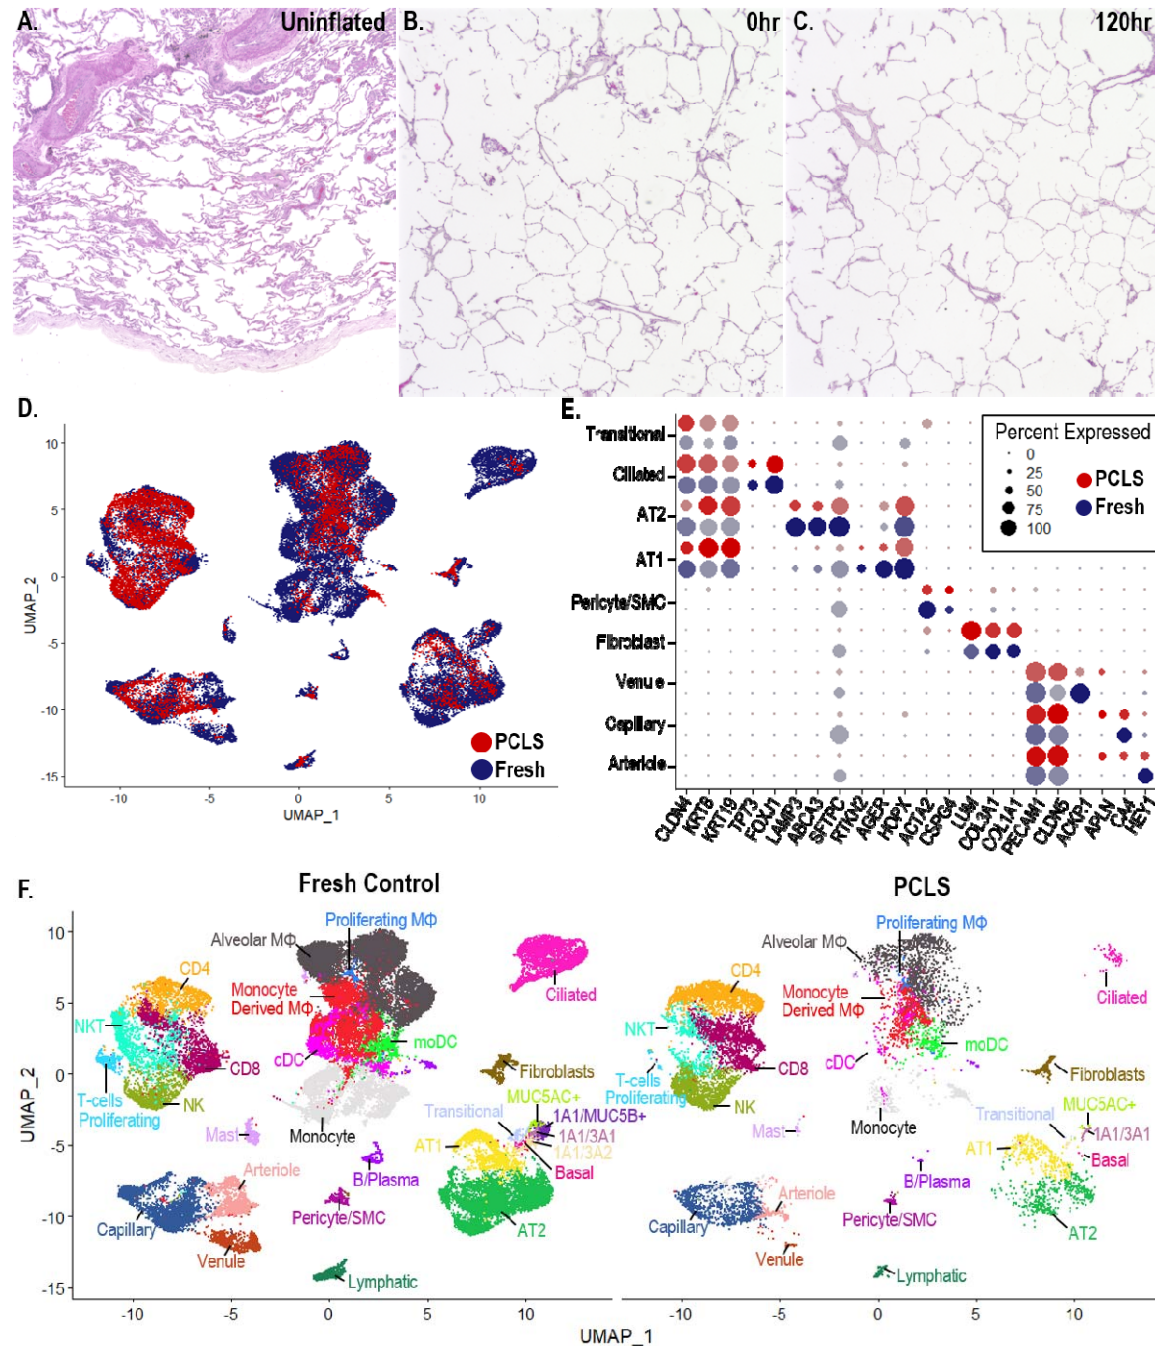 A.
Uninflated
B.
0hr
C.
120hr
D.
10
5
0
-5
-10
-15
UMAP_2
-10
-5
0
5
10
UMAP_1
PCLS
Fresh
E.
Transitional
Ciliated
AT2
AT1
Pericyte/SMC
Fibroblast
Venule
Capillary
Arteriole
Percent Expressed
0
25
50
75
100
PCLS
Fresh
CLDN4
KRT8
KRT19
TP73
FOXJ1
LAMP3
ABCA3
SFTPC
RTKN2
AGER
HOPX
ACTA2
CSPG4
LUM
COL3A1
COL1A1
PECAM1
CLDN5
ACKP1
APLN
CA4
HEY1
F.
Fresh Control
10
5
0
-5
-10
-15
UMAP_2
Proliferating MΦ
Alveolar MΦ
CD4
Monocyte
Derived MΦ
Ciliated
NKT
cDC
moDC
CD8
Fibroblasts
T-cells
Proliferating
NK
MUC5AC+
Transitional
1A1/MUC5B+
Mast
Monocyte
1A1/3A1
AT1
1A1/3A2
Basal
Arteriole
B/Plasma
Capillary
Pericyte/SMC
AT2
Venule
Lymphatic
-10
-5
0
5
10
PCLS
Proliferating MΦ
Alveolar MΦ
CD4
Monocyte
Derived MΦ
Ciliated
NKT
moDC
cDC
CD8
Fibroblasts
T-cells
Proliferating
NK
Transitional
MUC5AC+
Mast
Monocyte
1A1/3A1
AT1
Basal
B/Plasma
Arteriole
Capillary
Pericyte/SMC
AT2
Venule
Lymphatic
-10
-5
0
5
10
UMAP_1